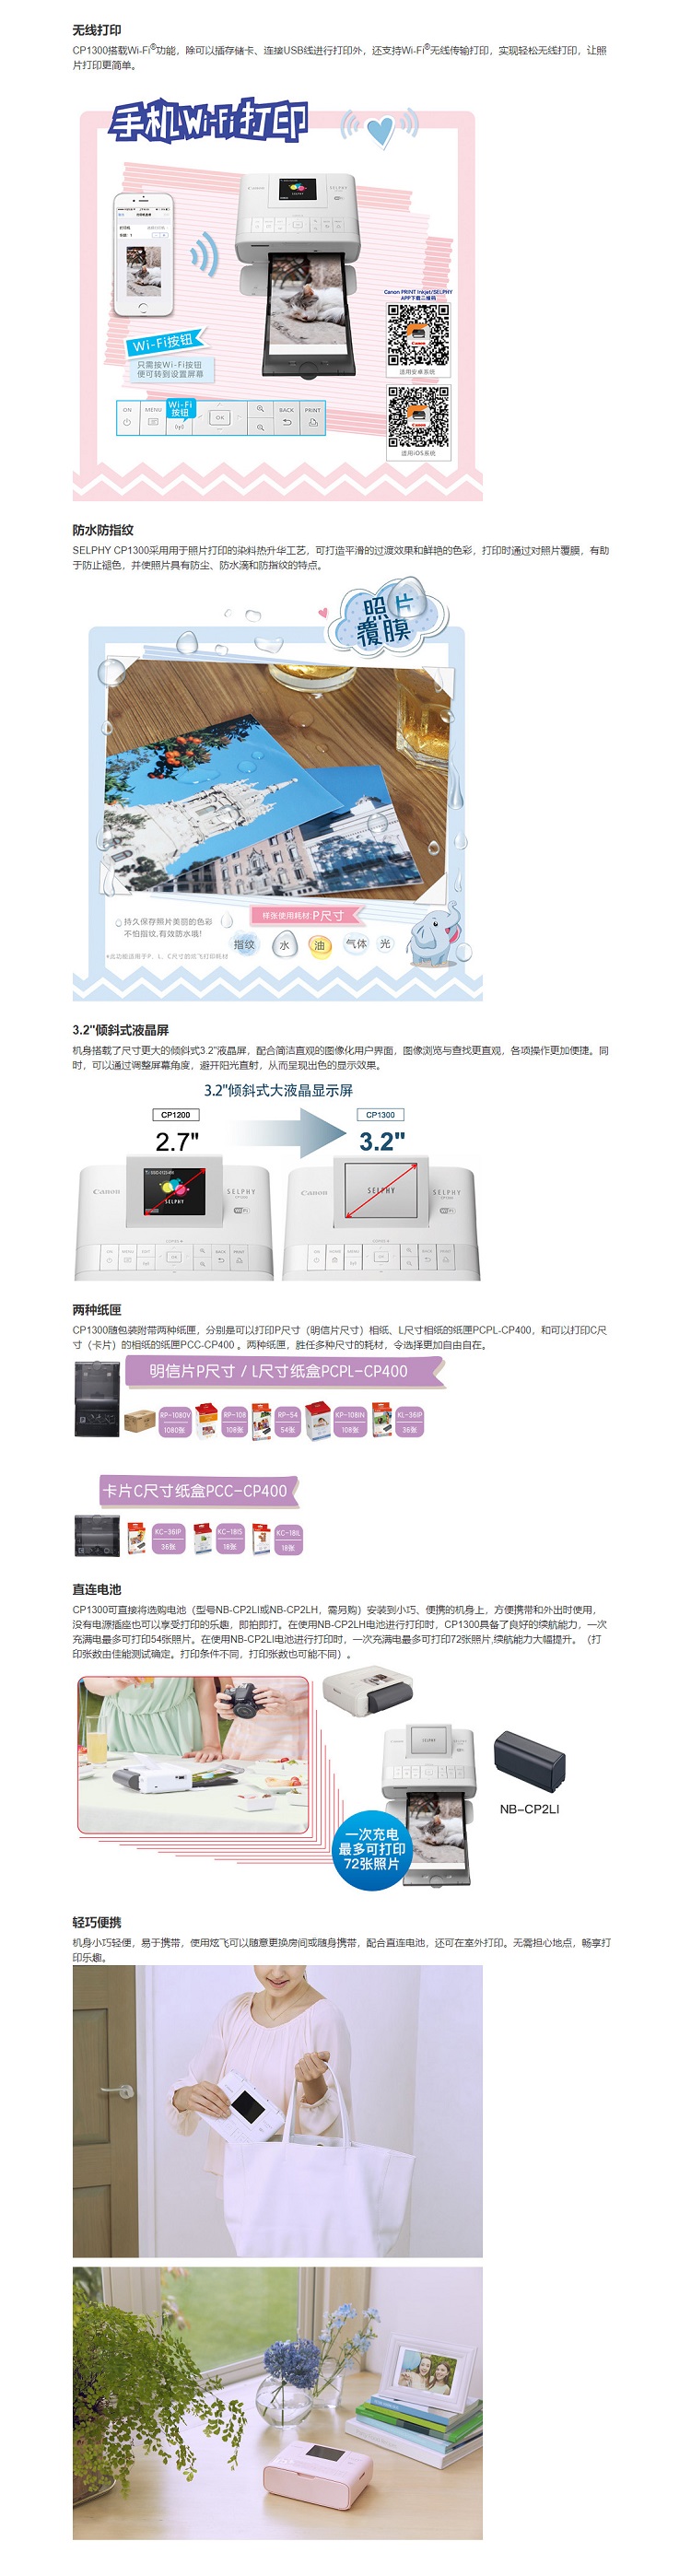 无线打印
CP1300搭载Wi-Fi®功能，除可以插存储卡、连接USB线进行打印外，还支持Wi-Fi®无线传输打印，实现轻松无线打印，让照
片打印更简单。
手机Wi-Fi打印
Canon SELPHY
Canon PRINT Inkjet/SELPHY
APP下载二维码
适用安卓系统
Wi-Fi按钮
只需按Wi-Fi按钮
便可转到设置屏幕
ON MENU Wi-Fi按钮 OK BACK PRINT
适用iOS系统
防水防指纹
SELPHY CP1300采用用于照片打印的染料热升华工艺，可打造平滑的过渡效果和鲜艳的色彩，打印时通过对照片覆膜，有助
于防止褪色，并使照片具有防尘、防水滴和防指纹的特点。
照片
覆膜
样张使用耗材:P尺寸
持久保存照片美丽的色彩
不怕指纹,有效防水哦!
指纹 水 油 气体 光
*此功能适用于P、L、C尺寸的炫飞打印耗材
3.2"倾斜式液晶屏
机身搭载了尺寸更大的倾斜式3.2"液晶屏，配合简洁直观的图像化用户界面，图像浏览与查找更直观，各项操作更加便捷。同
时，可以通过调整屏幕角度，避开阳光直射，从而呈现出色的显示效果。
3.2"倾斜式大液晶显示屏
CP1200 CP1300
2.7" 3.2"
Canon SELPHY SELPHY WiFi
Canon SELPHY SELPHY WiFi
两种纸匣
CP1300随包装附带两种纸匣，分别是可以打印P尺寸（明信片尺寸）相纸、L尺寸相纸的纸匣PCPL-CP400，和可以打印C尺
寸（卡片）的相纸的纸匣PCC-CP400 。两种纸匣，胜任多种尺寸的耗材，令选择更加自由自在。
明信片P尺寸 / L尺寸纸盒PCPL-CP400
RP-1080V RP-108 RP-54 KP-108IN KL-36IP
1080张 108张 54张 108张 36张
卡片C尺寸纸盒PCC-CP400
KC-36IP KC-18IS KC-18IL
36张 18张 18张
直连电池
CP1300可直接将选购电池（型号NB-CP2LI或NB-CP2LH，需另购）安装到小巧、便携的机身上，方便携带和外出时使用，
没有电源插座也可以享受打印的乐趣，即拍即打。在使用NB-CP2LH电池进行打印时，CP1300具备了良好的续航能力，一次
充满电最多可打印54张照片。在使用NB-CP2LI电池进行打印时，一次充满电最多可打印72张照片,续航能力大幅提升。（打
印张数由佳能测试确定。打印条件不同，打印张数也可能不同）。
NB-CP2LI
一次充电
最多可打印
72张照片
轻巧便携
机身小巧轻便，易于携带，使用炫飞可以随意更换房间或随身携带，配合直连电池，还可在室外打印。无需担心地点，畅享打
印乐趣。